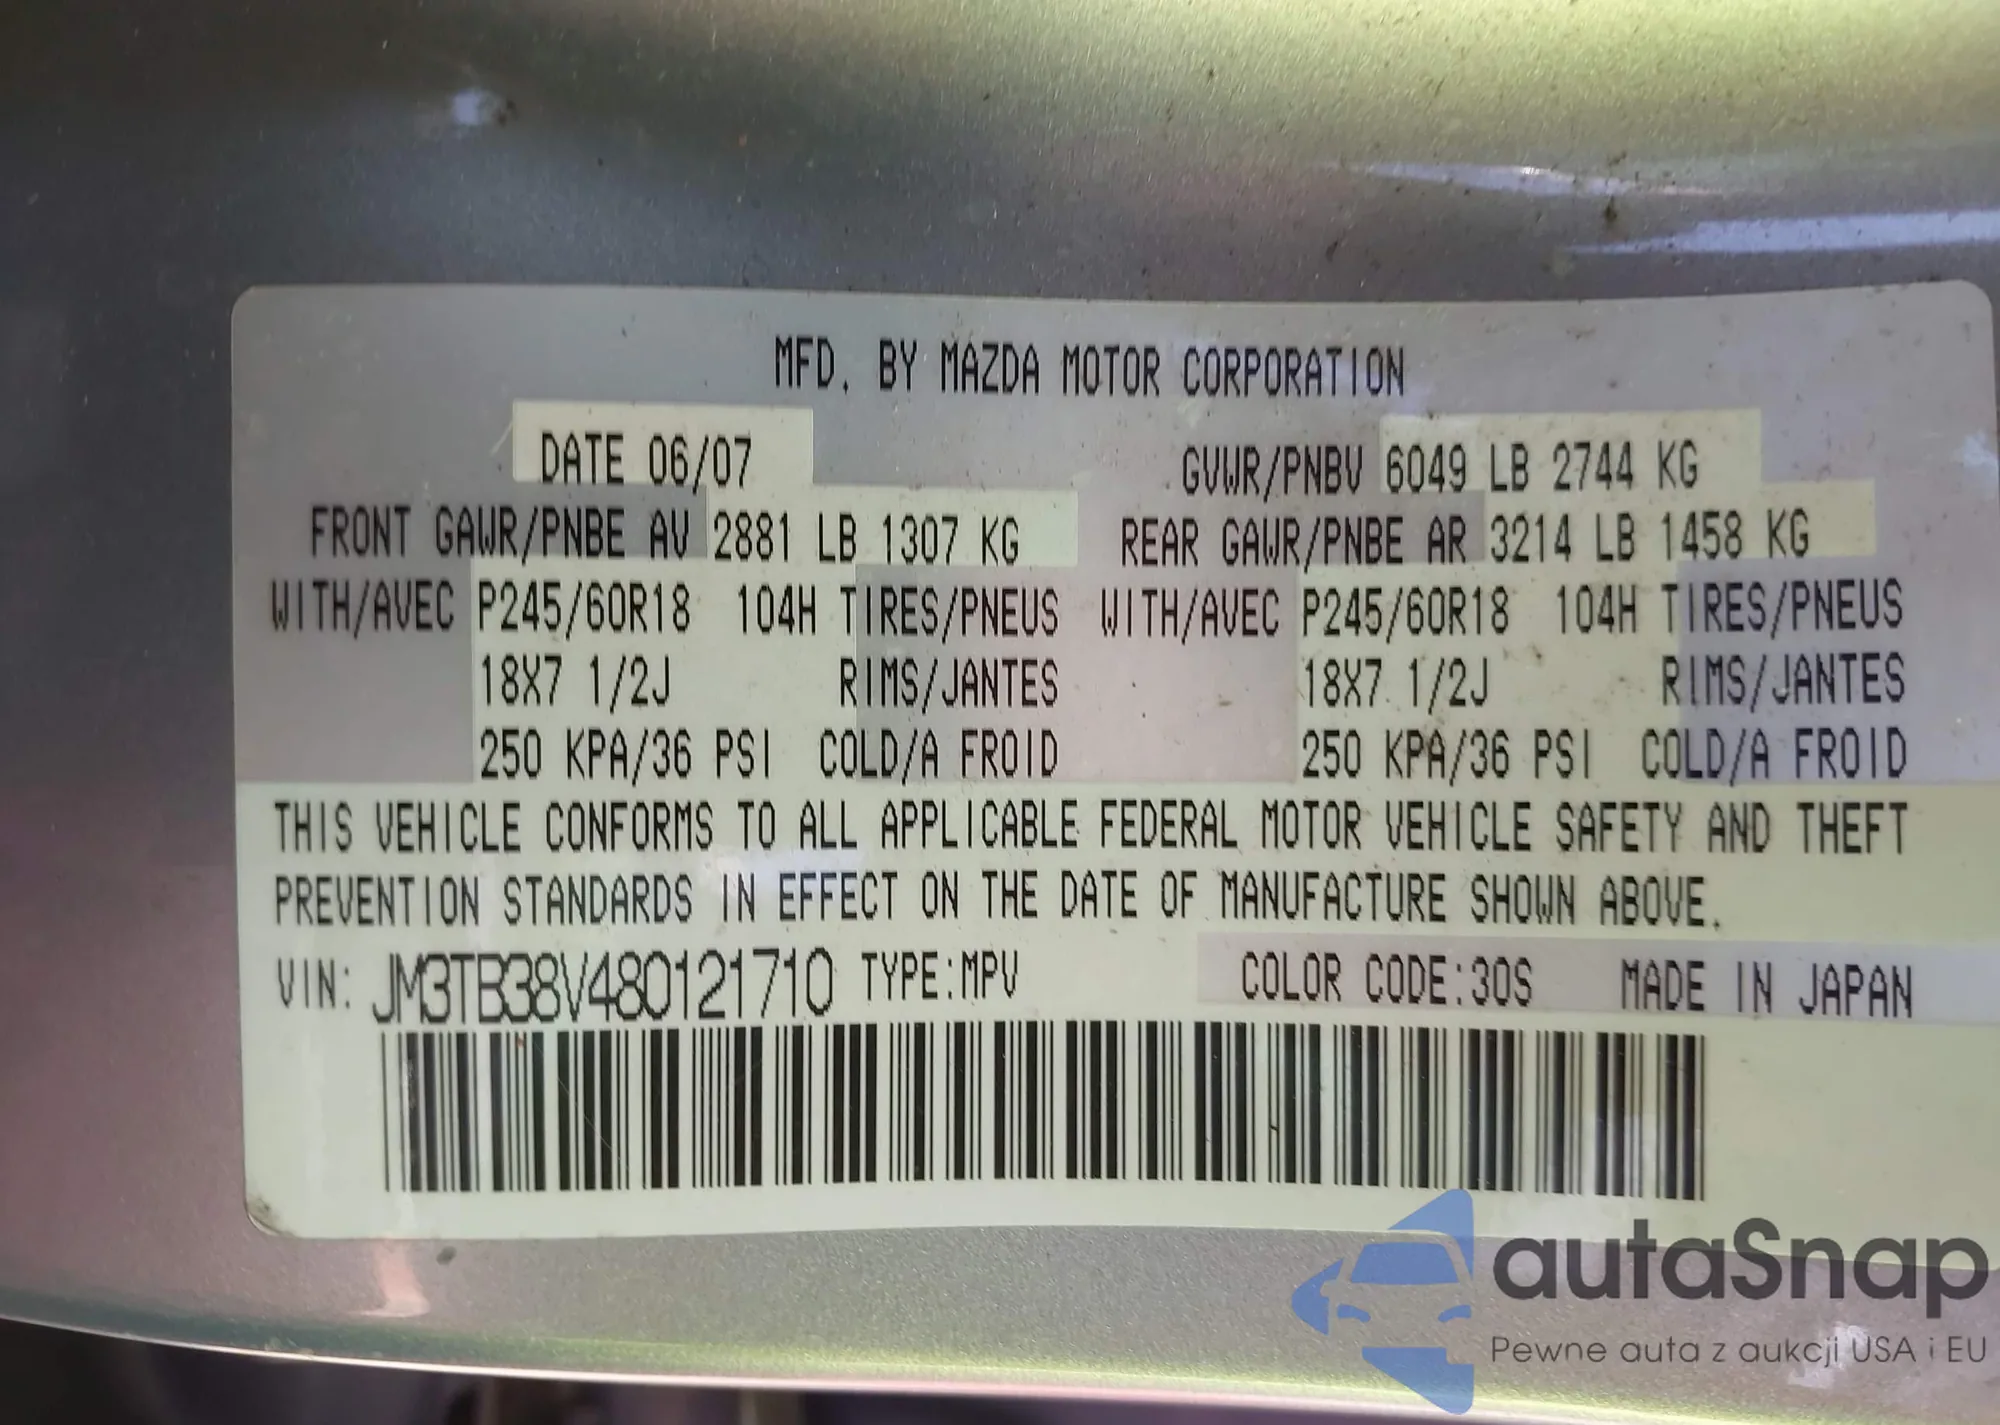 MFD. BY MAZDA MOTOR CORPORATION
DATE 06/07 GVWR/PNBV 6049 LB 2744 KG
FRONT GAWR/PNBE AV 2881 LB 1307 KG REAR GAWR/PNBE AR 3214 LB 1458 KG
WITH/AVEC P245/60R18 104H TIRES/PNEUS WITH/AVEC P245/60R18 104H TIRES/PNEUS
18X7 1/2J RIMS/JANTES 18X7 1/2J RIMS/JANTES
250 KPA/36 PSI COLD/A FROID 250 KPA/36 PSI COLD/A FROID
THIS VEHICLE CONFORMS TO ALL APPLICABLE FEDERAL MOTOR VEHICLE SAFETY AND THEFT
PREVENTION STANDARDS IN EFFECT ON THE DATE OF MANUFACTURE SHOWN ABOVE.
VIN: JM3TB38V480121710 TYPE:MPV COLOR CODE:30S MADE IN JAPAN
autaSnap
Pewne auta z aukcji USA i EU